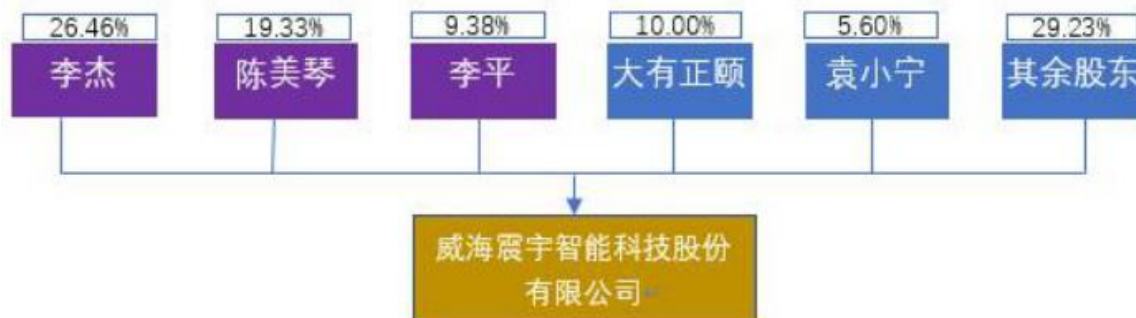 26.46%
19.33%
9.38%
10.00%
5.60%
29.23%
李杰
陈美琴
李平
大有正颐
袁小宁
其余股东
威海震宇智能科技股份
有限公司